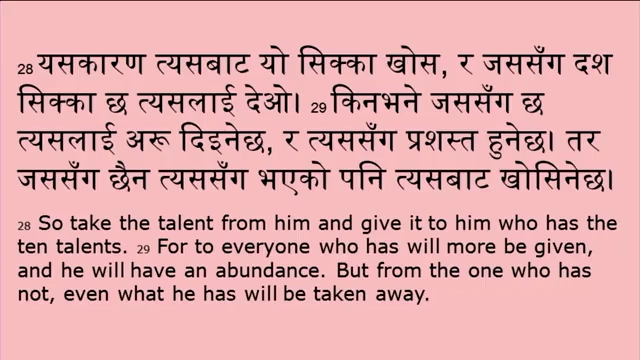 28 यसकारण त्यसबाट यो सिक्का खोस, र जससँग दश
सिक्का छ त्यसलाई देओ। 29 किनभने जससँग छ
त्यसलाई अरू दिइनेछ, र त्यससँग प्रशस्त हुनेछ। तर
जससँग छैन त्यससँग भएको पनि त्यसबाट खोसिनेछ।
28 So take the talent from him and give it to him who has the
ten talents. 29 For to everyone who has will more be given,
and he will have an abundance. But from the one who has
not, even what he has will be taken away.